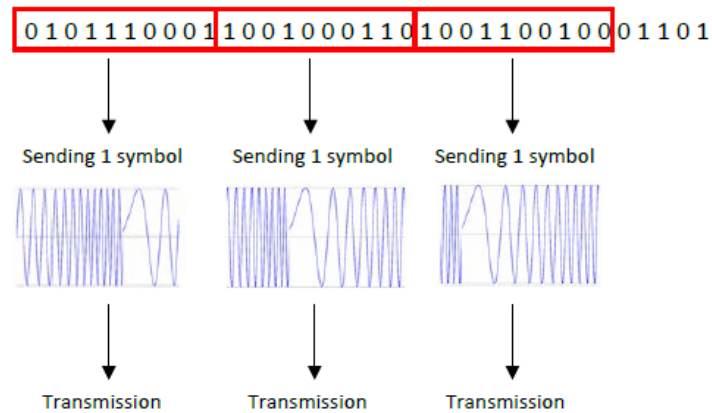 0 1 0 1 1 1 0 0 0 1 1 0 0 1 0 0 0 1 1 0 1 0 0 1 1 0 0 1 0 0 0 1 1 0 1
Sending 1 symbol Sending 1 symbol Sending 1 symbol
Transmission Transmission Transmission